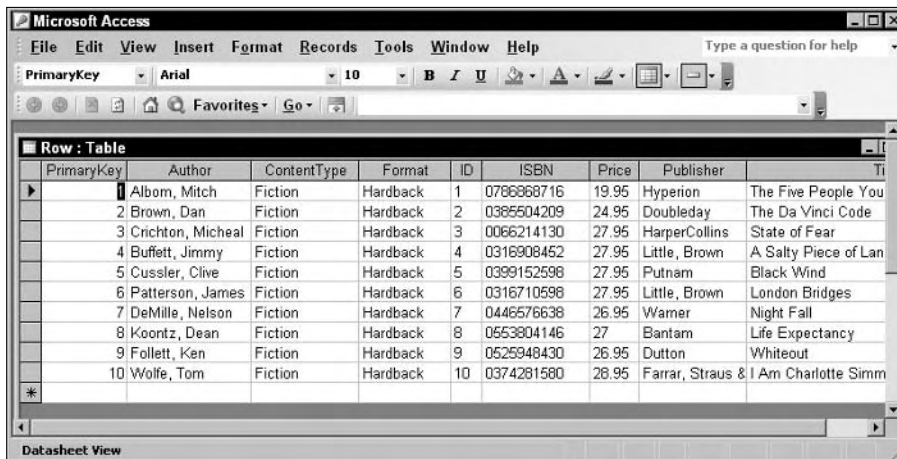 Microsoft Access
File Edit View Insert Format Records Tools Window Help Type a question for help
PrimaryKey Arial 10 B I U A
Favorites Go
Row : Table
PrimaryKey Author ContentType Format ID ISBN Price Publisher Ti
1 Albom, Mitch Fiction Hardback 1 0786868716 19.95 Hyperion The Five People You
2 Brown, Dan Fiction Hardback 2 0385504209 24.95 Doubleday The Da Vinci Code
3 Crichton, Micheal Fiction Hardback 3 0066214130 27.95 HarperCollins State of Fear
4 Buffett, Jimmy Fiction Hardback 4 0316908452 27.95 Little, Brown A Salty Piece of Lan
5 Cussler, Clive Fiction Hardback 5 0399152598 27.95 Putnam Black Wind
6 Patterson, James Fiction Hardback 6 0316710598 27.95 Little, Brown London Bridges
7 DeMille, Nelson Fiction Hardback 7 0446576638 26.95 Warner Night Fall
8 Koontz, Dean Fiction Hardback 8 0553804146 27 Bantam Life Expectancy
9 Follett, Ken Fiction Hardback 9 0525948430 26.95 Dutton Whiteout
10 Wolfe, Tom Fiction Hardback 10 0374281580 28.95 Farrar, Straus & I Am Charlotte Simm
Datasheet View